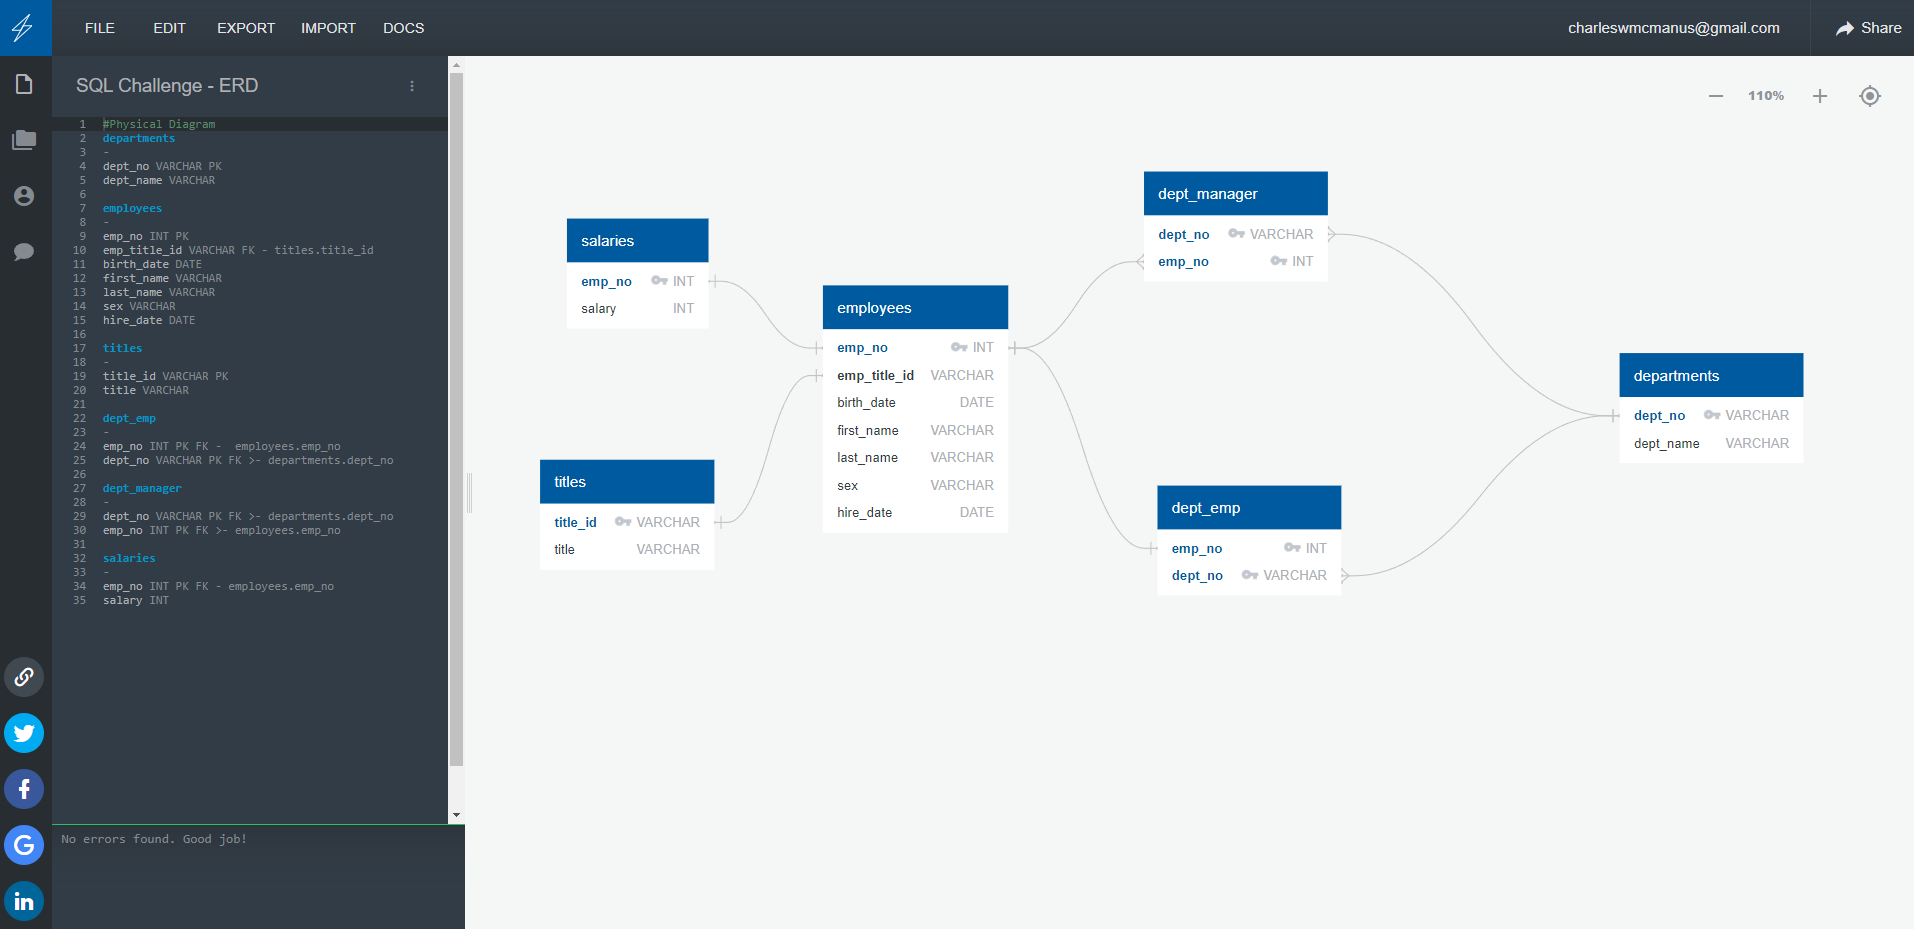 FILE EDIT EXPORT IMPORT DOCS charleswmcmanus@gmail.com Share
SQL Challenge - ERD
1 #Physical Diagram
2 departments
3 -
4 dept_no VARCHAR PK
5 dept_name VARCHAR
6
7 employees
8 -
9 emp_no INT PK
10 emp_title_id VARCHAR FK - titles.title_id
11 birth_date DATE
12 first_name VARCHAR
13 last_name VARCHAR
14 sex VARCHAR
15 hire_date DATE
16
17 titles
18 -
19 title_id VARCHAR PK
20 title VARCHAR
21
22 dept_emp
23 -
24 emp_no INT PK FK -  employees.emp_no
25 dept_no VARCHAR PK FK >- departments.dept_no
26
27 dept_manager
28 -
29 dept_no VARCHAR PK FK >- departments.dept_no
30 emp_no INT PK FK >- employees.emp_no
31
32 salaries
33 -
34 emp_no INT PK FK - employees.emp_no
35 salary INT
No errors found. Good job!
110%
salaries
emp_no INT
salary INT
titles
title_id VARCHAR
title VARCHAR
employees
emp_no INT
emp_title_id VARCHAR
birth_date DATE
first_name VARCHAR
last_name VARCHAR
sex VARCHAR
hire_date DATE
dept_manager
dept_no VARCHAR
emp_no INT
dept_emp
emp_no INT
dept_no VARCHAR
departments
dept_no VARCHAR
dept_name VARCHAR